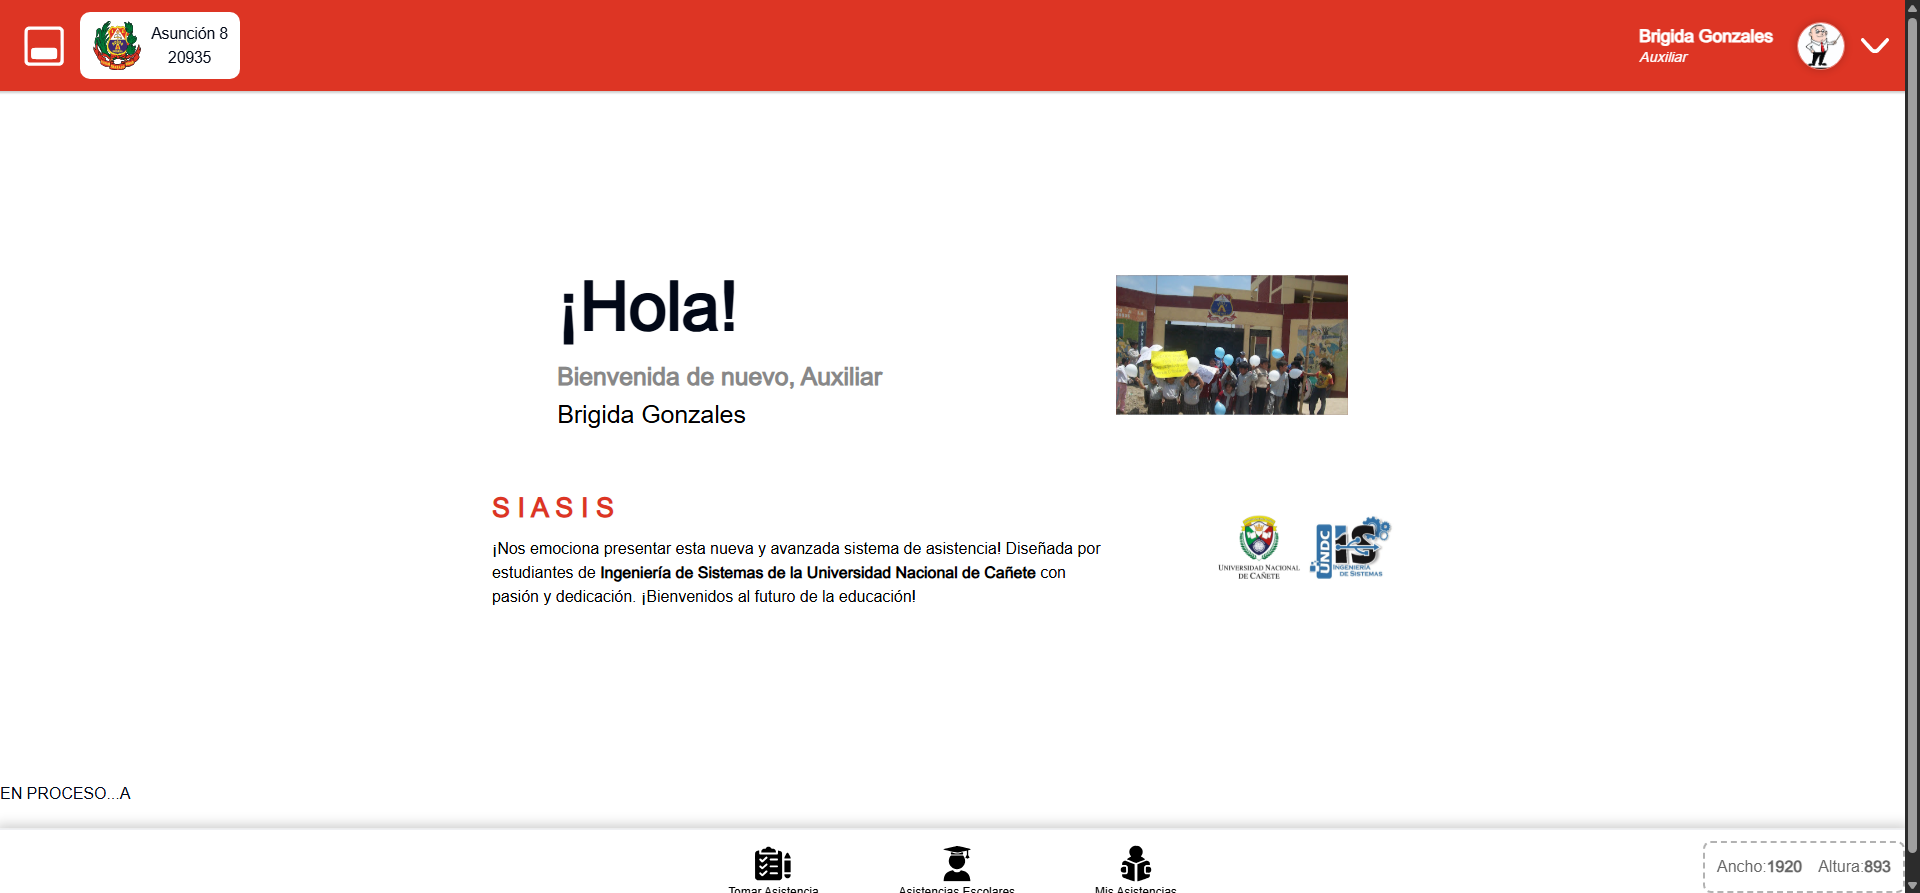 Asunción 8
20935
Brigida Gonzales
Auxiliar
¡Hola!
Bienvenida de nuevo, Auxiliar
Brigida Gonzales
SIASIS
¡Nos emociona presentar esta nueva y avanzada sistema de asistencia! Diseñada por
estudiantes de Ingeniería de Sistemas de la Universidad Nacional de Cañete con
pasión y dedicación. ¡Bienvenidos al futuro de la educación!
UNIVERSIDAD NACIONAL
DE CAÑETE
UNDC
IS
INGENIERÍA
DE SISTEMAS
EN PROCESO...A
Tomar Asistencia
Asistencias Escolares
Mis Asistencias
Ancho:1920 Altura:893